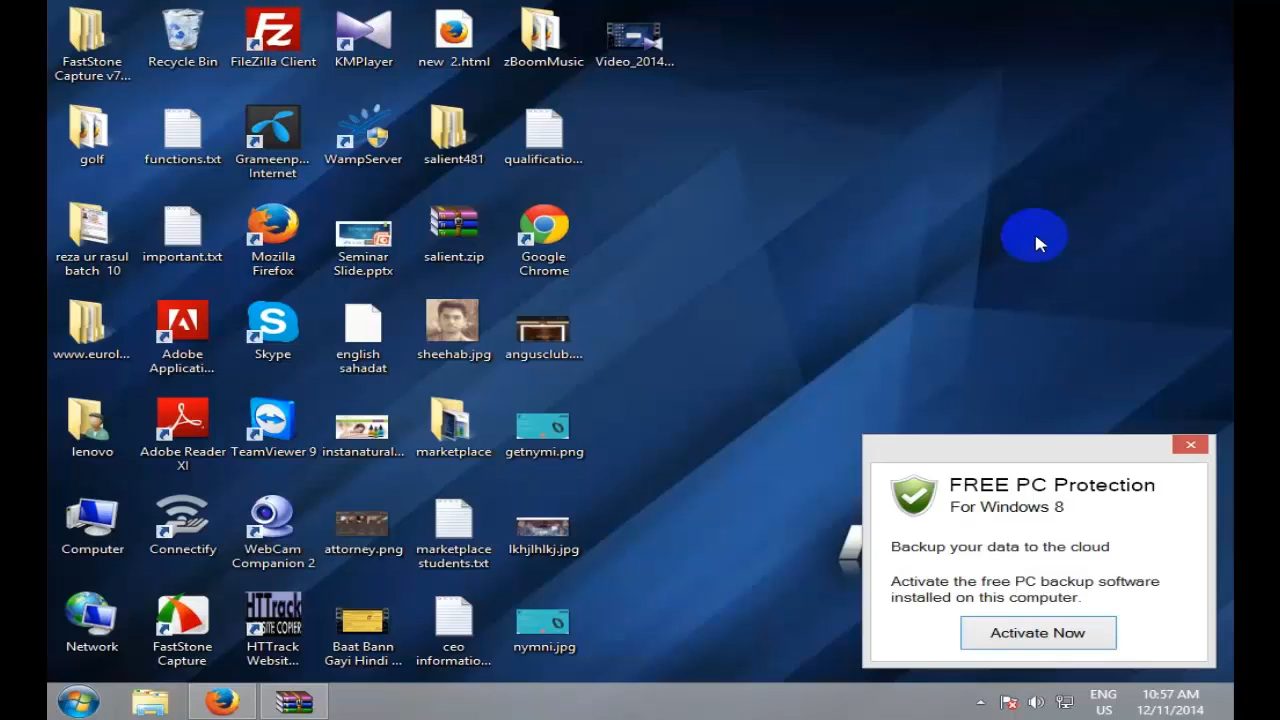 FastStone
Capture v7...
Recycle Bin
FileZilla Client
KMPlayer
new 2.html
zBoomMusic
Video_2014...
golf
functions.txt
Grameenp...
Internet
WampServer
salient481
qualificatio...
reza ur rasul
batch 10
important.txt
Mozilla
Firefox
Seminar
Slide.pptx
salient.zip
Google
Chrome
www.eurol...
Adobe
Applicati...
Skype
english
sahadat
sheehab.jpg
angusclub....
lenovo
Adobe Reader
XI
TeamViewer 9
instanatural...
marketplace
getnymi.png
Computer
Connectify
WebCam
Companion 2
attorney.png
marketplace
students.txt
lkhjlhlkj.jpg
Network
FastStone
Capture
HTTrack
Websit...
Baat Bann
Gayi Hindi ...
ceo
informatio...
nymni.jpg
FREE PC Protection
For Windows 8
Backup your data to the cloud
Activate the free PC backup software
installed on this computer.
Activate Now
ENG
US
10:57 AM
12/11/2014